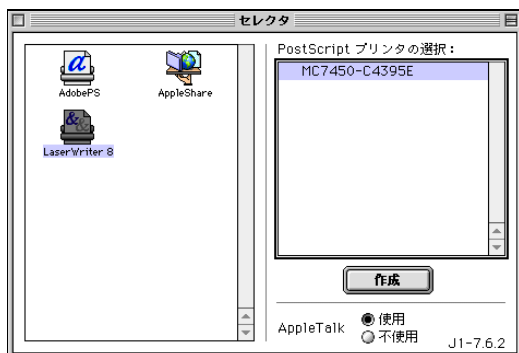 セレクタ
AdobePS
AppleShare
LaserWriter 8
PostScript プリンタの選択：
MC7450-C4395E
作成
AppleTalk
使用
不使用
J1-7.6.2